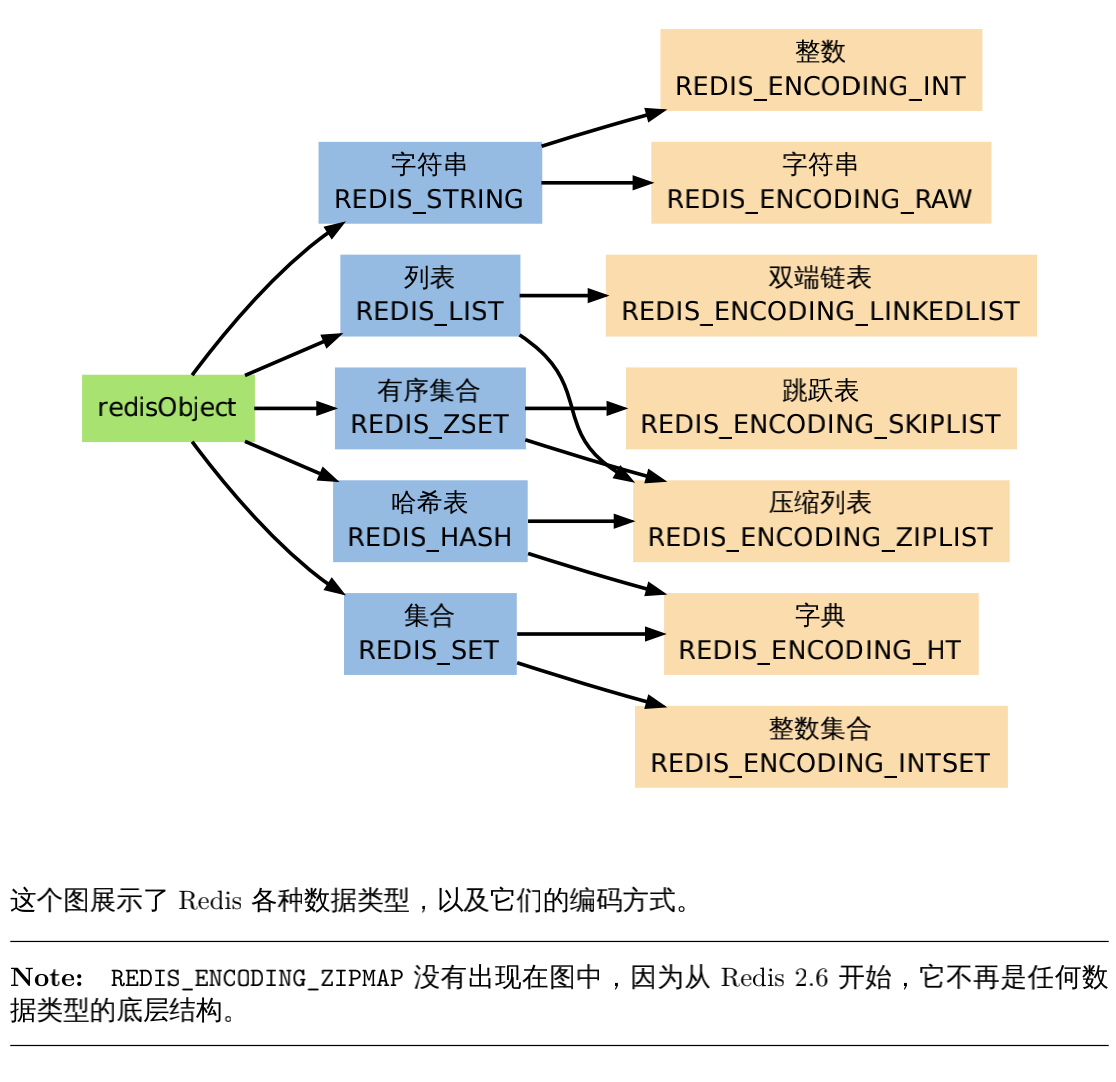 整数
REDIS_ENCODING_INT
字符串
REDIS_STRING
字符串
REDIS_ENCODING_RAW
列表
REDIS_LIST
双端链表
REDIS_ENCODING_LINKEDLIST
redisObject
有序集合
REDIS_ZSET
跳跃表
REDIS_ENCODING_SKIPLIST
哈希表
REDIS_HASH
压缩列表
REDIS_ENCODING_ZIPLIST
集合
REDIS_SET
字典
REDIS_ENCODING_HT
整数集合
REDIS_ENCODING_INTSET
这个图展示了 Redis 各种数据类型，以及它们的编码方式。
Note: REDIS_ENCODING_ZIPMAP 没有出现在图中，因为从 Redis 2.6 开始，它不再是任何数
据类型的底层结构。